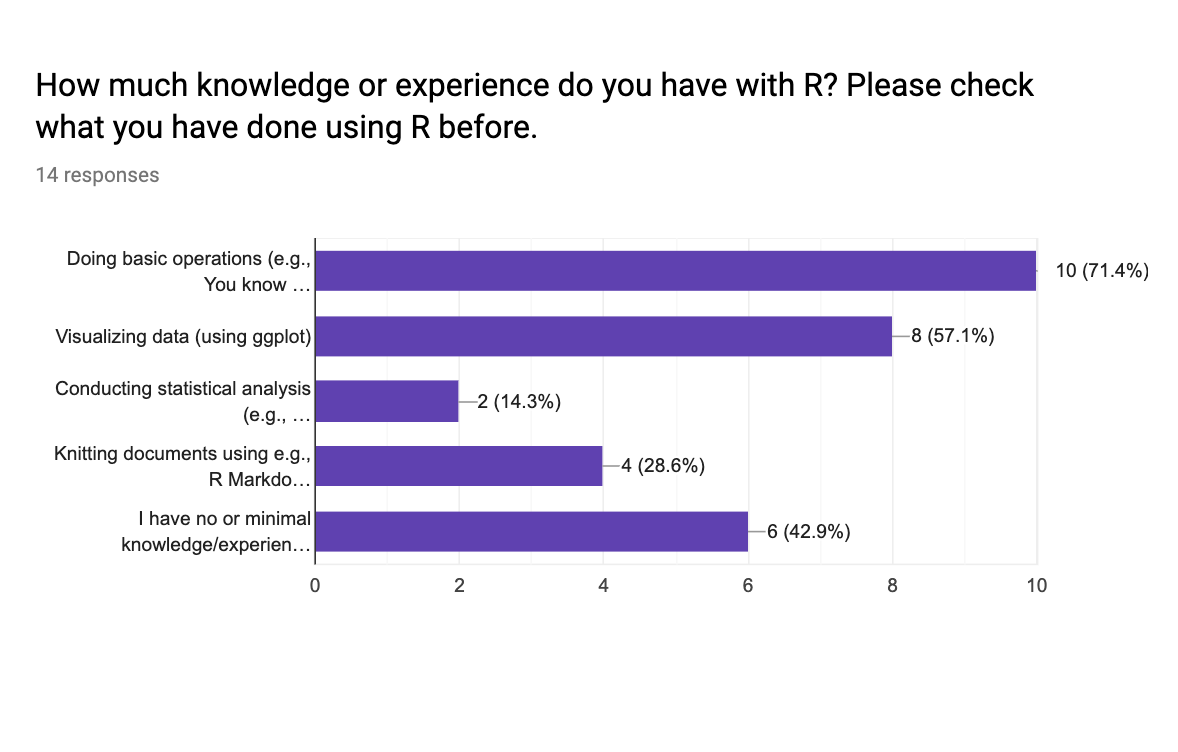 How much knowledge or experience do you have with R? Please check
what you have done using R before.
14 responses
Doing basic operations (e.g.,
You know …
10 (71.4%)
Visualizing data (using ggplot)
8 (57.1%)
Conducting statistical analysis
(e.g., …
2 (14.3%)
Knitting documents using e.g.,
R Markdo…
4 (28.6%)
I have no or minimal
knowledge/experien…
6 (42.9%)
0 2 4 6 8 10